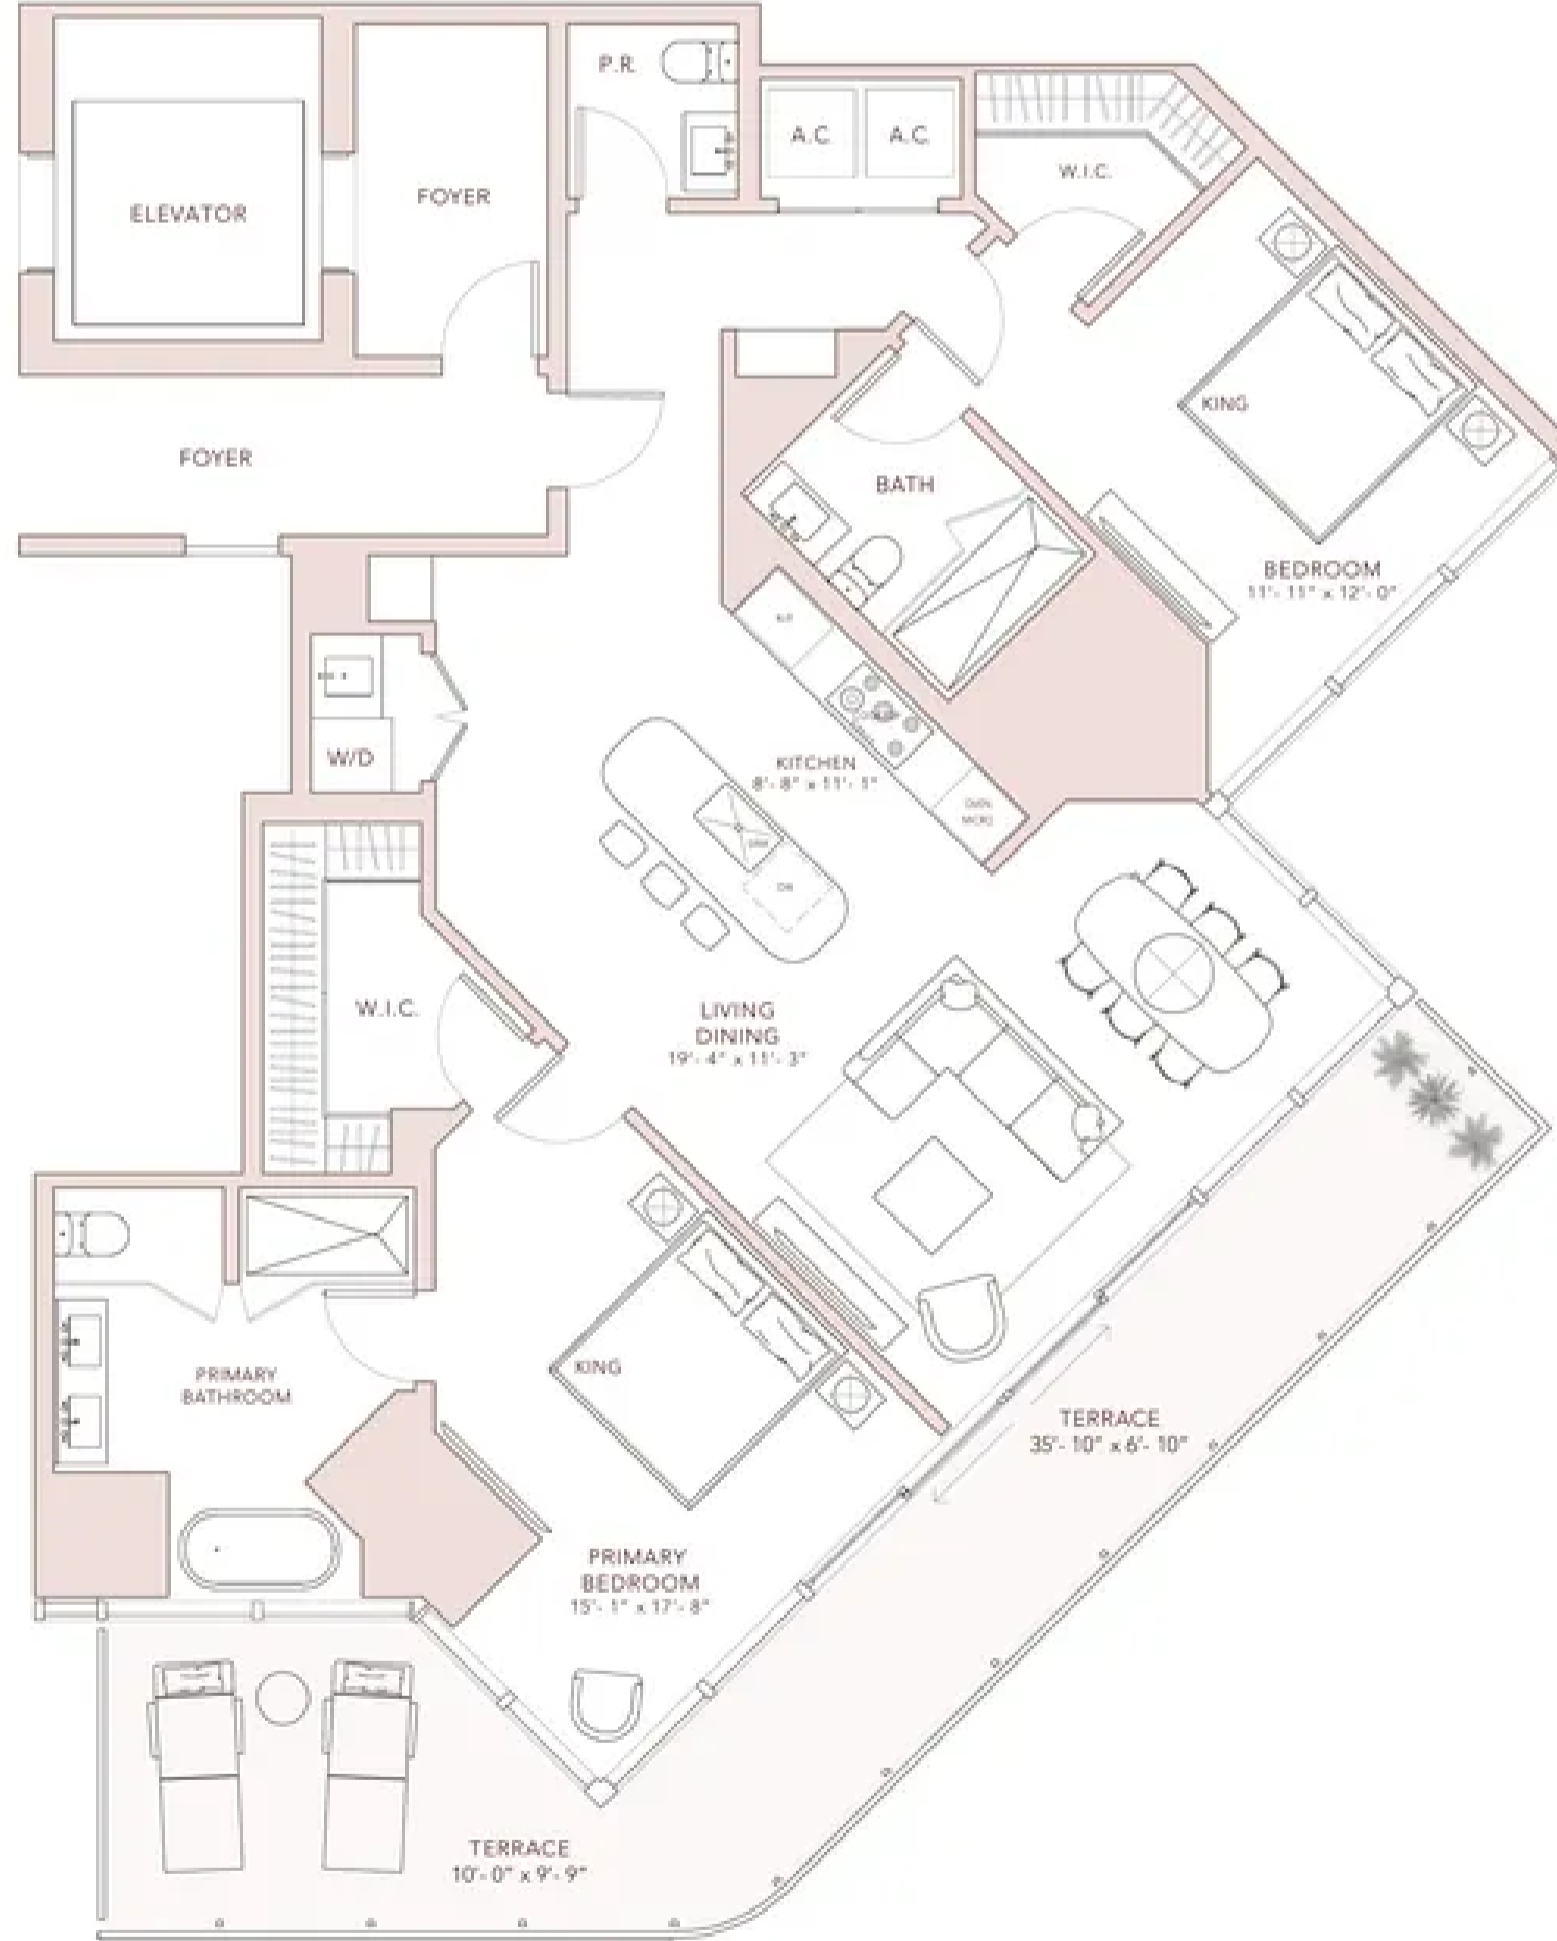 P.R.
A.C.
A.C.
W.I.C.
FOYER
ELEVATOR
KING
FOYER
BATH
BEDROOM
11'- 11" x 12'- 0"
W/D
KITCHEN
8'- 8" x 11'- 1"
OVEN
W.I.C.
LIVING
DINING
19'- 4" x 11'- 3"
KING
PRIMARY
BATHROOM
TERRACE
35'- 10" x 6'- 10"
PRIMARY
BEDROOM
15'- 1" x 17'- 8"
TERRACE
10'- 0" x 9'- 9"